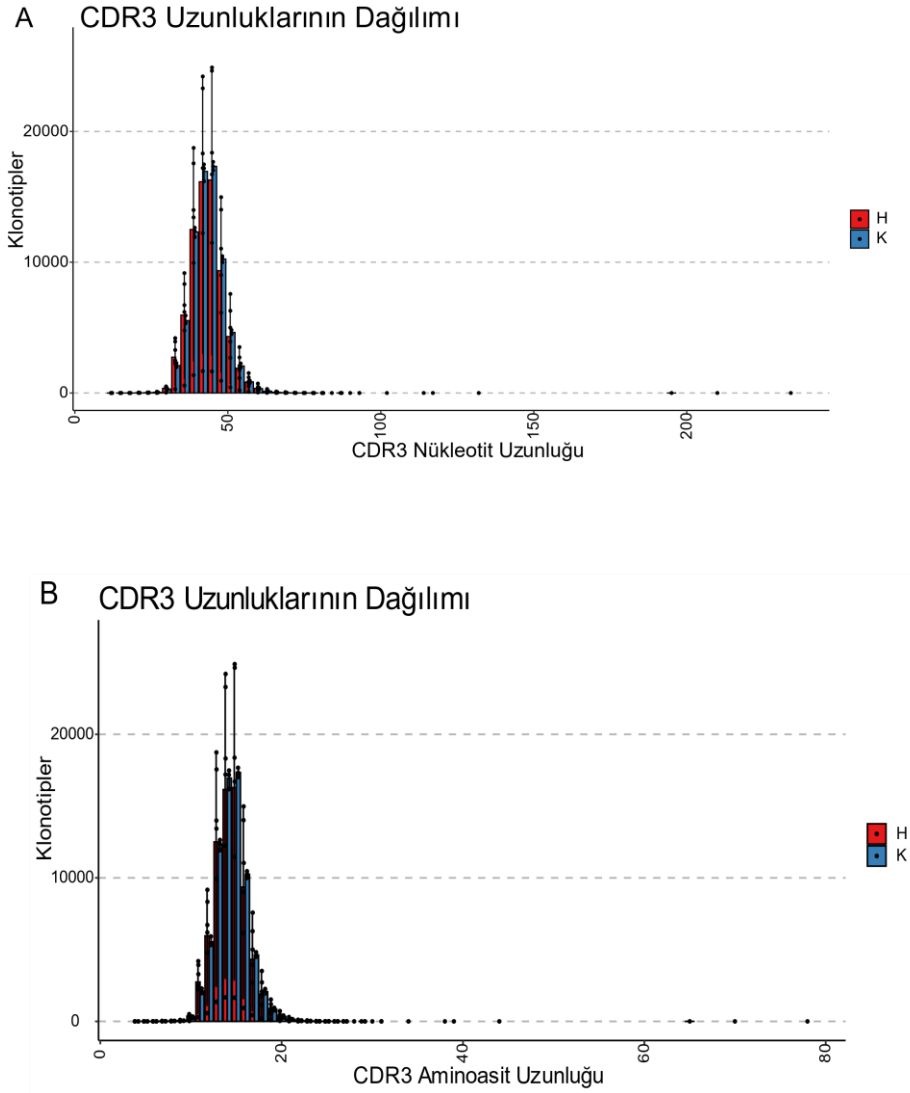 A
CDR3 Uzunluklarının Dağılımı
Klonotipler
20000
10000
0
0
50
100
150
200
CDR3 Nükleotit Uzunluğu
H
K
B
CDR3 Uzunluklarının Dağılımı
Klonotipler
20000
10000
0
0
20
40
60
80
CDR3 Aminoasit Uzunluğu
H
K